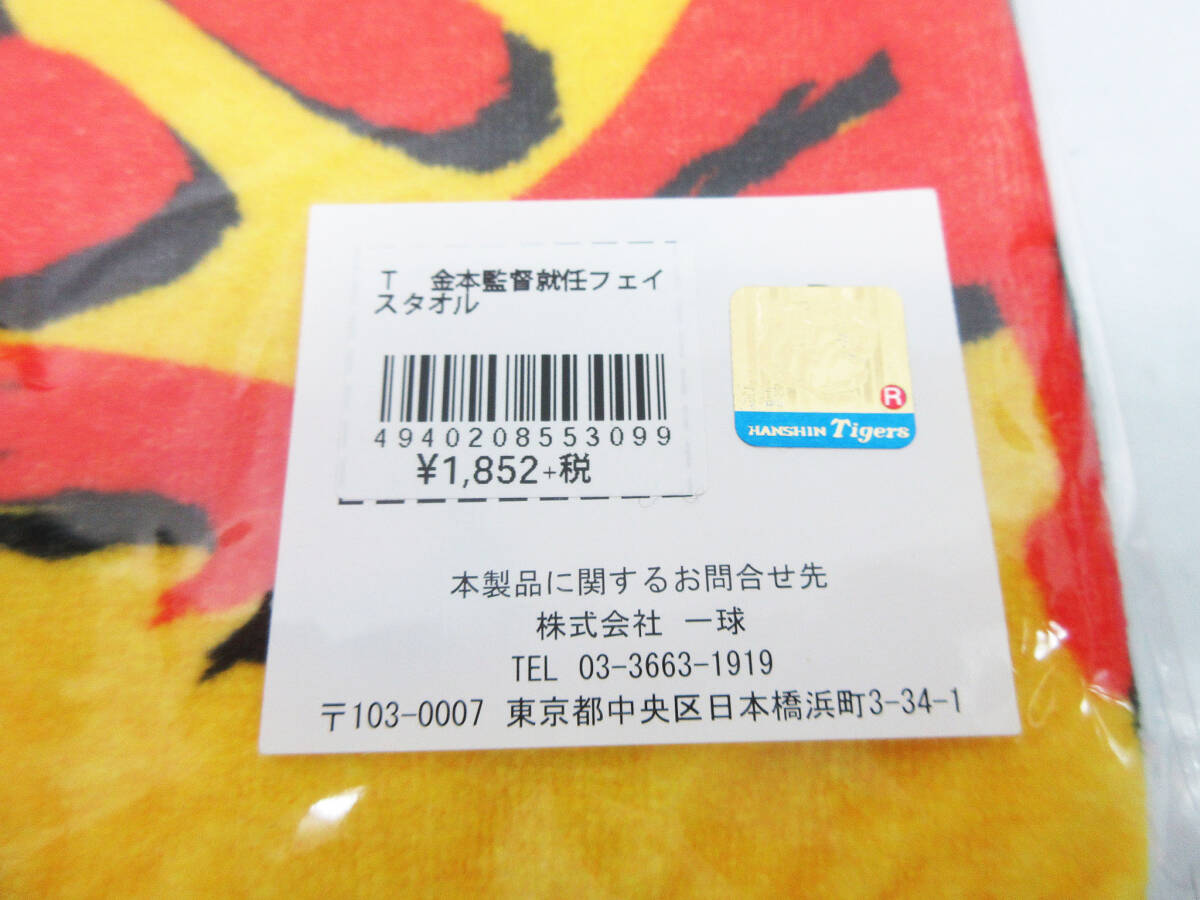 T 金本監督就任フェイ
スタオル
4940208553099
¥1,852+税
R
HANSHIN Tigers
本製品に関するお問合せ先
株式会社 一球
TEL 03-3663-1919
〒103-0007 東京都中央区日本橋浜町3-34-1